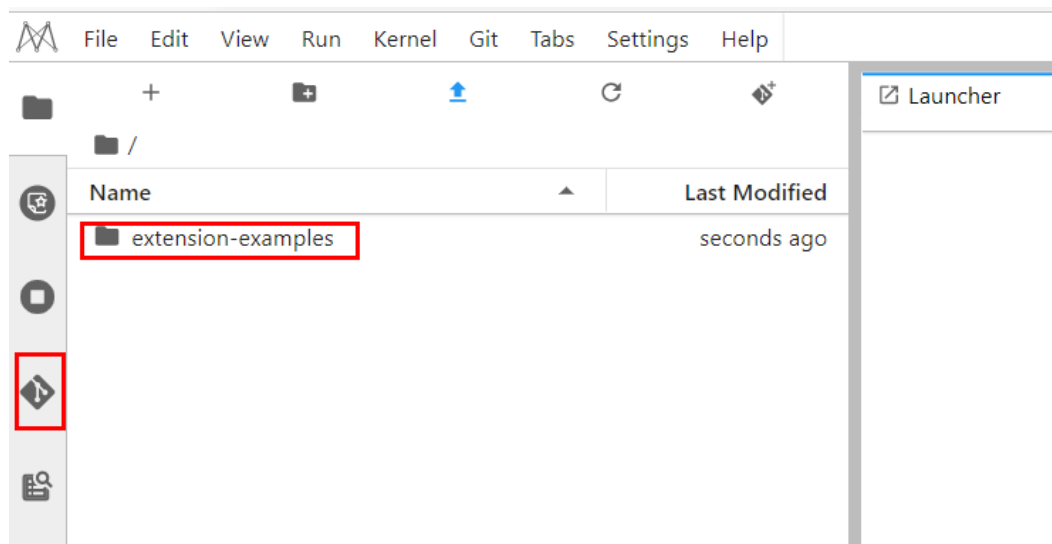 File Edit View Run Kernel Git Tabs Settings Help
Launcher
/
Name Last Modified
extension-examples seconds ago